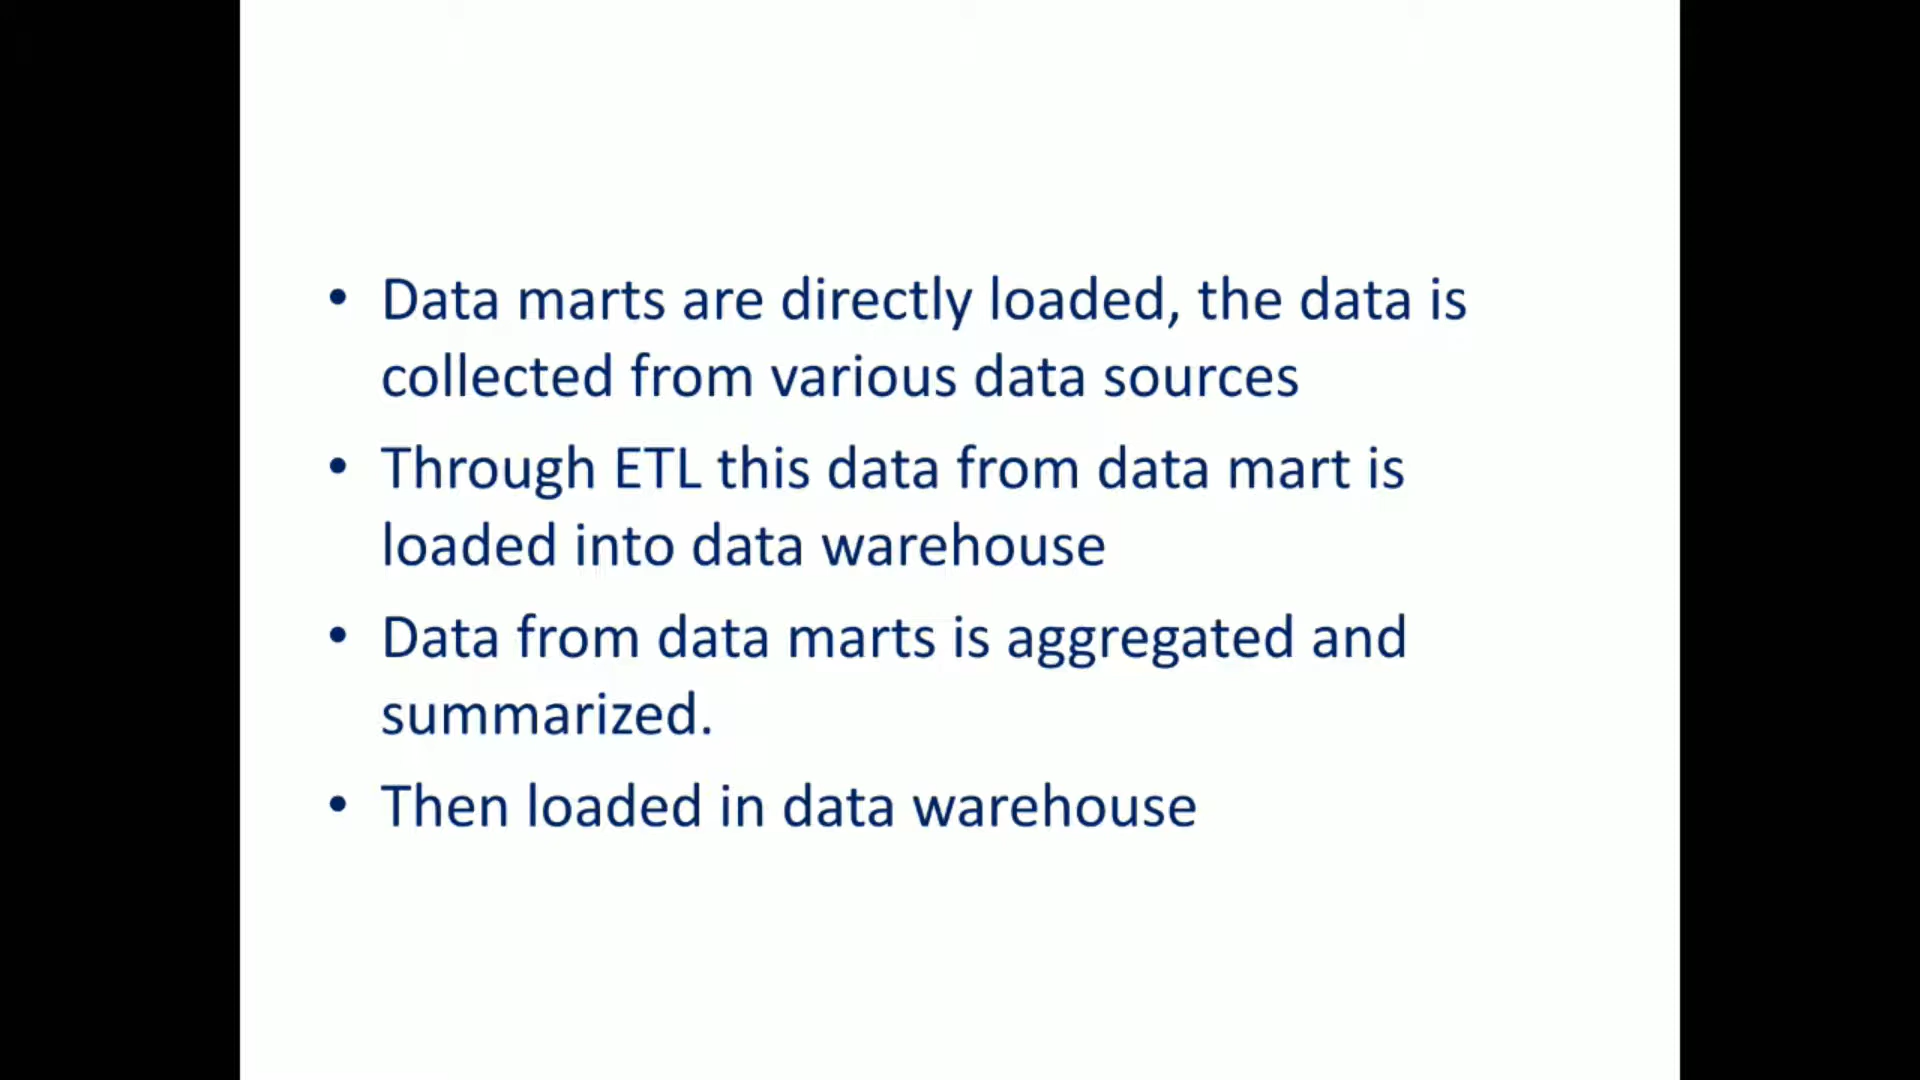 • Data marts are directly loaded, the data is
collected from various data sources
• Through ETL this data from data mart is
loaded into data warehouse
• Data from data marts is aggregated and
summarized.
• Then loaded in data warehouse